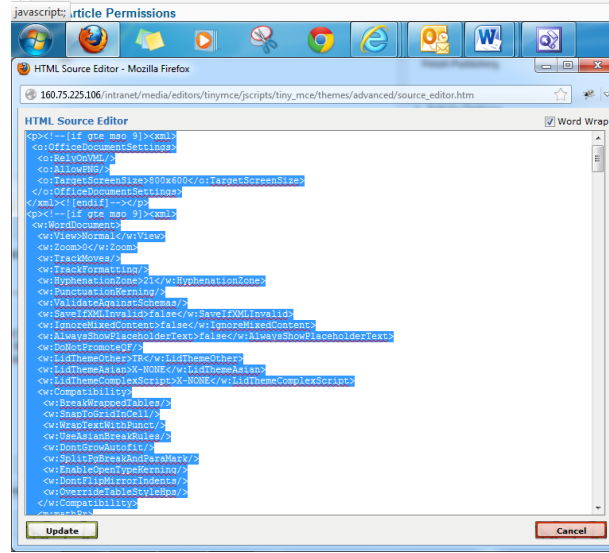 javascript:;
Article Permissions
HTML Source Editor - Mozilla Firefox
160.75.225.106/intranet/media/editors/tinymce/jscripts/tiny_mce/themes/advanced/source_editor.htm
HTML Source Editor
Word Wrap
<p><!--[if gte mso 9]><xml>
<o:OfficeDocumentSettings>
<o:RelyOnVML/>
<o:AllowPNG/>
<o:TargetScreenSize>800x600</o:TargetScreenSize>
</o:OfficeDocumentSettings>
</xml><![endif]--></p>
<p><!--[if gte mso 9]><xml>
<w:WordDocument>
<w:View>Normal</w:View>
<w:Zoom>0</w:Zoom>
<w:TrackMoves/>
<w:TrackFormatting/>
<w:HyphenationZone>21</w:HyphenationZone>
<w:PunctuationKerning/>
<w:ValidateAgainstSchemas/>
<w:SaveIfXMLInvalid>false</w:SaveIfXMLInvalid>
<w:IgnoreMixedContent>false</w:IgnoreMixedContent>
<w:AlwaysShowPlaceholderText>false</w:AlwaysShowPlaceholderText>
<w:DoNotPromoteQF/>
<w:LidThemeOther>TR</w:LidThemeOther>
<w:LidThemeAsian>X-NONE</w:LidThemeAsian>
<w:LidThemeComplexScript>X-NONE</w:LidThemeComplexScript>
<w:Compatibility>
<w:BreakWrappedTables/>
<w:SnapToGridInCell/>
<w:WrapTextWithPunct/>
<w:UseAsianBreakRules/>
<w:DontGrowAutofit/>
<w:SplitPgBreakAndParaMark/>
<w:EnableOpenTypeKerning/>
<w:DontFlipMirrorIndents/>
<w:OverrideTableStyleHps/>
</w:Compatibility>
<m:mathPr>
Update
Cancel